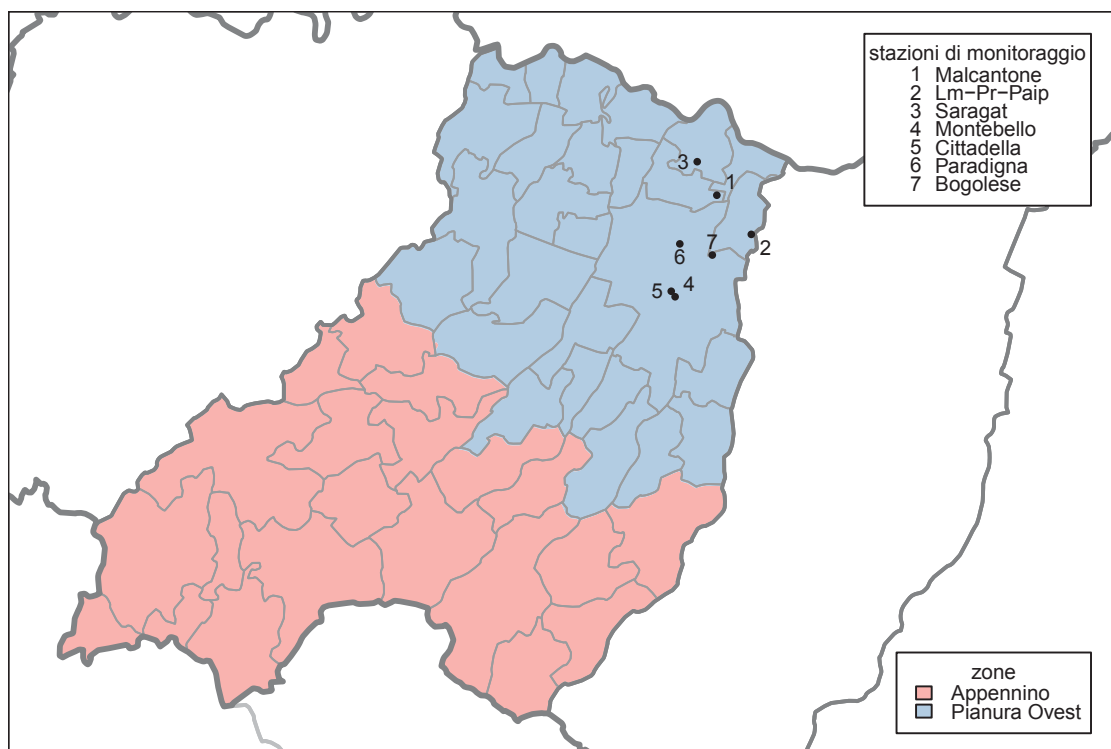 stazioni di monitoraggio
1 Malcantone
2 Lm−Pr−Paip
3 Saragat
4 Montebello
5 Cittadella
6 Paradigna
7 Bogolese
3
1
2
7
6
5
4
zone
Appennino
Pianura Ovest